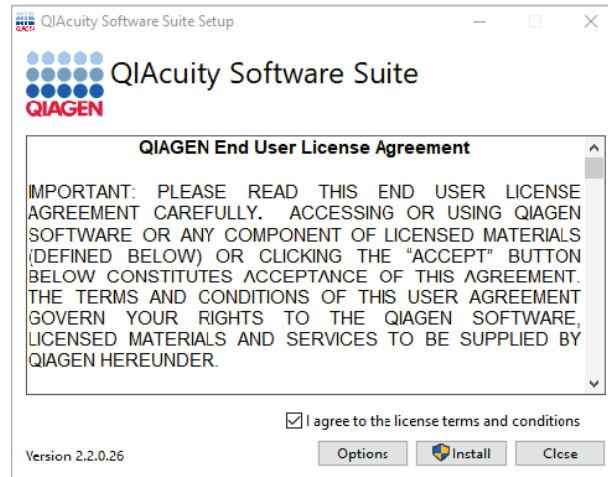 QIAcuity Software Suite Setup
QIAcuity Software Suite
QIAGEN
QIAGEN End User License Agreement
IMPORTANT: PLEASE READ THIS END USER LICENSE
AGREEMENT CAREFULLY. ACCESSING OR USING QIAGEN
SOFTWARE OR ANY COMPONENT OF LICENSED MATERIALS
(DEFINED BELOW) OR CLICKING THE “ACCEPT” BUTTON
BELOW CONSTITUTES ACCEPTANCE OF THIS AGREEMENT.
THE TERMS AND CONDITIONS OF THIS USER AGREEMENT
GOVERN YOUR RIGHTS TO THE QIAGEN SOFTWARE,
LICENSED MATERIALS AND SERVICES TO BE SUPPLIED BY
QIAGEN HEREUNDER.
I agree to the license terms and conditions
Version 2.2.0.26
Options
Install
Close